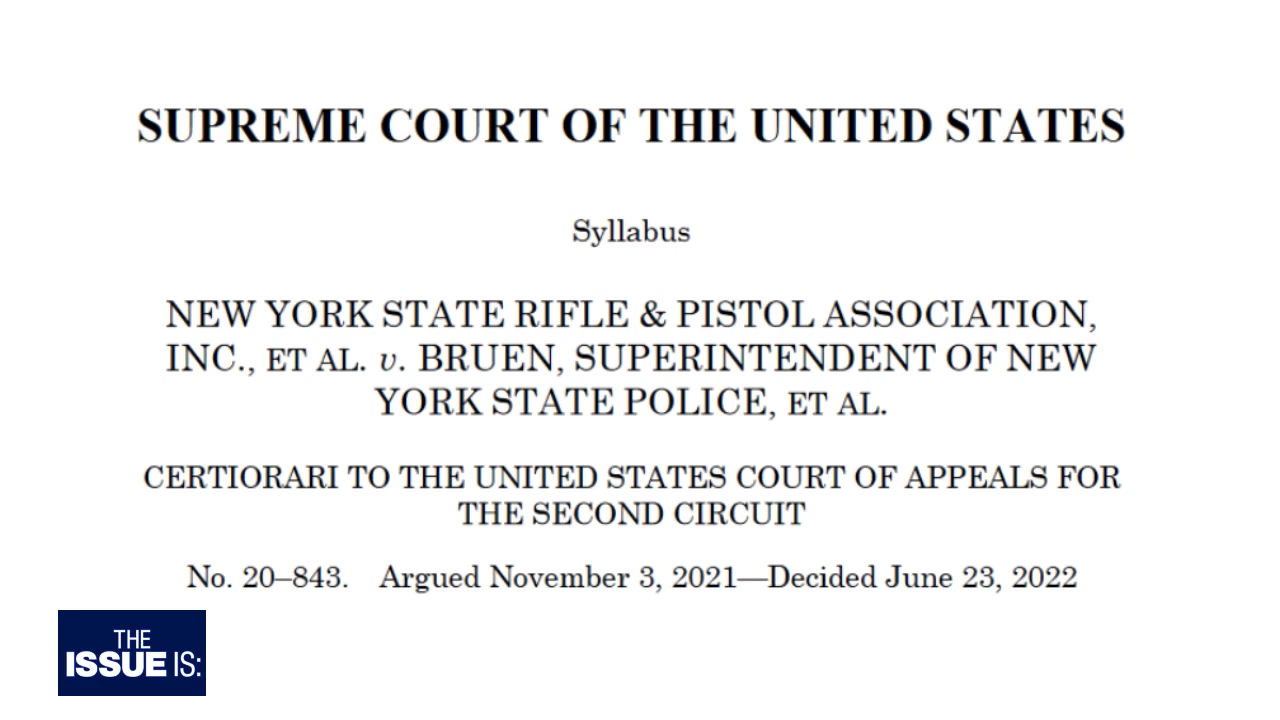 SUPREME COURT OF THE UNITED STATES
Syllabus
NEW YORK STATE RIFLE & PISTOL ASSOCIATION,
INC., ET AL. v. BRUEN, SUPERINTENDENT OF NEW
YORK STATE POLICE, ET AL.
CERTIORARI TO THE UNITED STATES COURT OF APPEALS FOR
THE SECOND CIRCUIT
No. 20–843. Argued November 3, 2021—Decided June 23, 2022
THE
ISSUE IS: